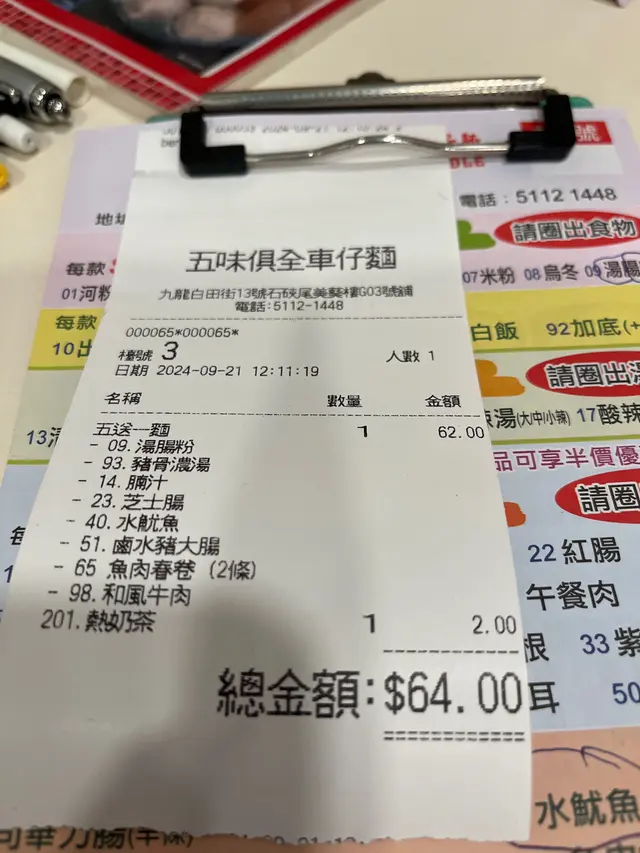 電話：5112 1448
請圈出食物
五味俱全車仔麵
九龍白田街13號石硤尾美葵樓G03號舖
電話:5112-1448
000065*000065*
檯號 3
人數 1
日期 2024-09-21 12:11:19
名稱 數量 金額
五送一麵 1 62.00
- 09. 湯腸粉
- 93. 豬骨濃湯
- 14. 腩汁
- 23. 芝士腸
- 40. 水魷魚
- 51. 鹵水豬大腸
- 65 魚肉春卷 (2條)
- 98. 和風牛肉
201. 熱奶茶 1 2.00
總金額: $64.00
每款
01河粉
07米粉 08烏冬 09湯腸
每款
白飯 92加底
請圈出
湯(大/中/小辣) 17酸辣
品可享半價優
請圈
22 紅腸
午餐肉
根 33 紫
耳 50
水魷魚